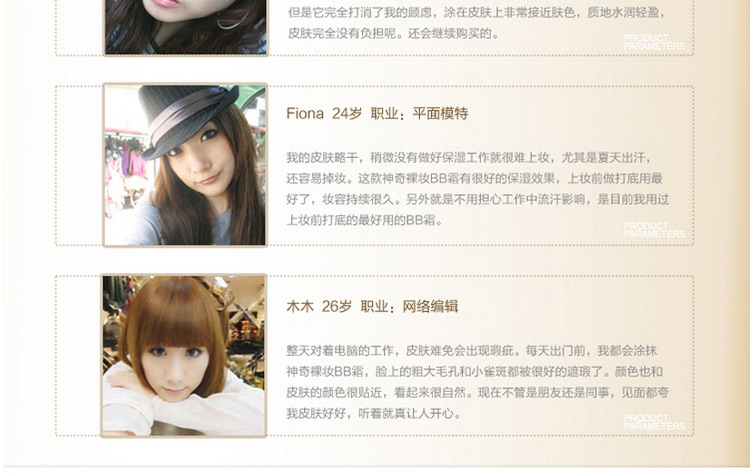 但是它完全打消了我的顾虑，涂在皮肤上非常接近肤色，质地水润轻盈，
皮肤完全没有负担呢。还会继续购买的。
PRODUCT
PARAMETERS
Fiona 24岁 职业：平面模特
我的皮肤略干，稍微没有做好保湿工作就很难上妆，尤其是夏天出汗，
还容易掉妆。这款神奇裸妆BB霜有很好的保湿效果，上妆前做打底用最
好了，妆容持续很久。另外就是不用担心工作中流汗影响，是目前我用过
上妆前打底的最好用的BB霜。
PRODUCT
PARAMETERS
木木 26岁 职业：网络编辑
整天对着电脑的工作，皮肤难免会出现瑕疵。每天出门前，我都会涂抹
神奇裸妆BB霜，脸上的粗大毛孔和小雀斑都被很好的遮瑕了。颜色也和
皮肤的颜色很贴近，看起来很自然。现在不管是朋友还是同事，见面都夸
我皮肤好好，听着就真让人开心。
PRODUCT
PARAMETERS